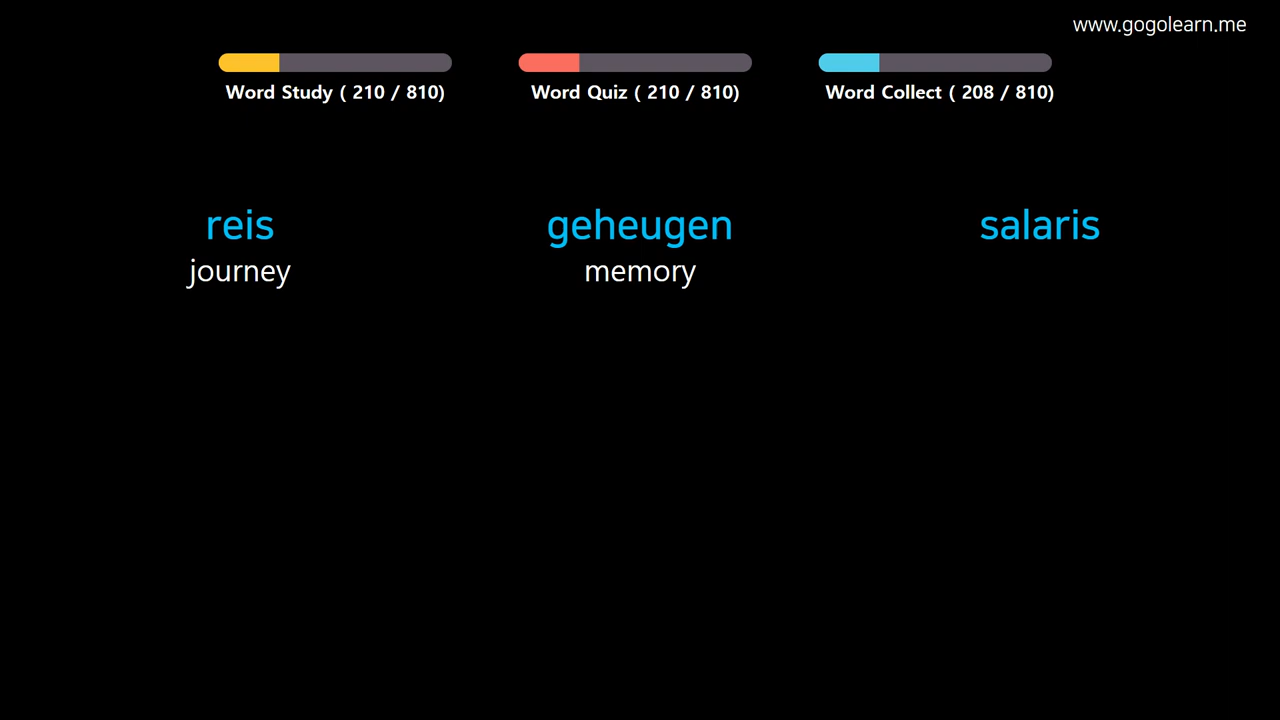 www.gogolearn.me
Word Study ( 210 / 810)
Word Quiz ( 210 / 810)
Word Collect ( 208 / 810)
reis
geheugen
salaris
journey
memory